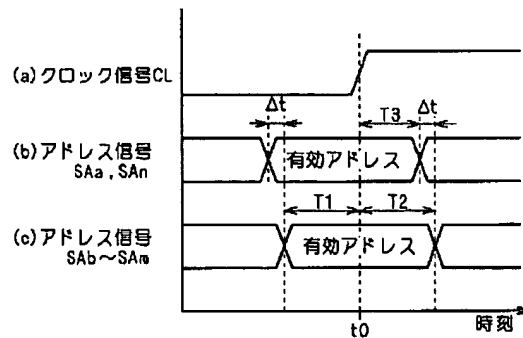 (a)クロック信号CL
Δt
T3
Δt
(b)アドレス信号
SAa,SAn
有効アドレス
T1
T2
(c)アドレス信号
SAb～SAm
有効アドレス
t0
時刻